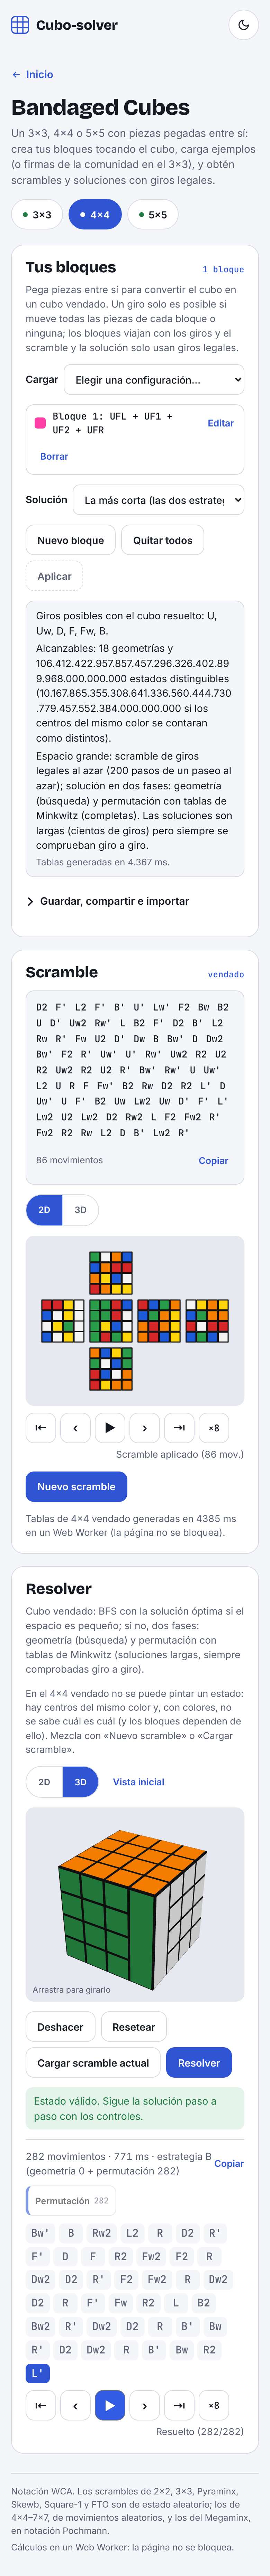 Cubo-solver
← Inicio
Bandaged Cubes
Un 3×3, 4×4 o 5×5 con piezas pegadas entre sí:
crea tus bloques tocando el cubo, carga ejemplos
(o firmas de la comunidad en el 3×3), y obtén
scrambles y soluciones con giros legales.
3×3 4×4 5×5
Tus bloques
1 bloque
Pega piezas entre sí para convertir el cubo en
un cubo vendado. Un giro solo es posible si
mueve todas las piezas de cada bloque o
ninguna; los bloques viajan con los giros y el
scramble y la solución solo usan giros legales.
Cargar Elegir una configuración...
Bloque 1: UFL + UF1 +
UF2 + UFR
Editar
Borrar
Solución La más corta (las dos estrateg
Nuevo bloque Quitar todos
Aplicar
Giros posibles con el cubo resuelto: U,
Uw, D, F, Fw, B.
Alcanzables: 18 geometrías y
106.412.422.957.857.457.296.326.402.89
9.968.000.000.000 estados distinguibles
(10.167.865.355.308.641.336.560.444.730
.779.457.552.384.000.000.000 si los
centros del mismo color se contaran
como distintos).
Espacio grande: scramble de giros
legales al azar (200 pasos de un paseo al
azar); solución en dos fases: geometría
(búsqueda) y permutación con tablas de
Minkwitz (completas). Las soluciones son
largas (cientos de giros) pero siempre se
comprueban giro a giro.
Tablas generadas en 4.367 ms.
Guardar, compartir e importar
Scramble
vendado
D2 F' L2 F' B' U' Lw' F2 Bw B2
U D' Uw2 Rw' L B2 F' D2 B' L2
Rw R' Fw U2 D' Dw B Bw' D Dw2
Bw' F2 R' Uw' U' Rw' Uw2 R2 U2
R2 Uw2 R2 U2 R' Bw' Rw' U Uw'
L2 U R F Fw' B2 Rw D2 R2 L' D
Uw' U F' B2 Uw Lw2 Uw D' F' L'
Lw2 U2 Lw2 D2 Rw2 L F2 Fw2 R'
Fw2 R2 Rw L2 D B' Lw2 R'
86 movimientos
Copiar
2D 3D
×8
Scramble aplicado (86 mov.)
Nuevo scramble
Tablas de 4×4 vendado generadas en 4385 ms
en un Web Worker (la página no se bloquea).
Resolver
Cubo vendado: BFS con la solución óptima si el
espacio es pequeño; si no, dos fases:
geometría (búsqueda) y permutación con
tablas de Minkwitz (soluciones largas, siempre
comprobadas giro a giro).
En el 4×4 vendado no se puede pintar un estado:
hay centros del mismo color y, con colores, no
se sabe cuál es cuál (y los bloques dependen de
ello). Mezcla con «Nuevo scramble» o «Cargar
scramble».
2D 3D Vista inicial
Arrastra para girarlo
Deshacer Resetear
Cargar scramble actual Resolver
Estado válido. Sigue la solución paso a
paso con los controles.
282 movimientos · 771 ms · estrategia B
(geometría 0 + permutación 282)
Copiar
Permutación 282
Bw' B Rw2 L2 R D2 R'
F' D F R2 Fw2 F2 R
Dw2 D2 R' F2 Fw2 R Dw2
D2 R F' Fw R2 L B2
Bw2 R' Dw2 D2 R B' Bw
R' D2 Dw2 R B' Bw R2
L'
×8
Resuelto (282/282)
Notación WCA. Los scrambles de 2×2, 3×3, Pyraminx,
Skewb, Square-1 y FTO son de estado aleatorio; los de
4×4–7×7, de movimientos aleatorios, y los del Megaminx,
en notación Pochmann.
Cálculos en un Web Worker: la página no se bloquea.